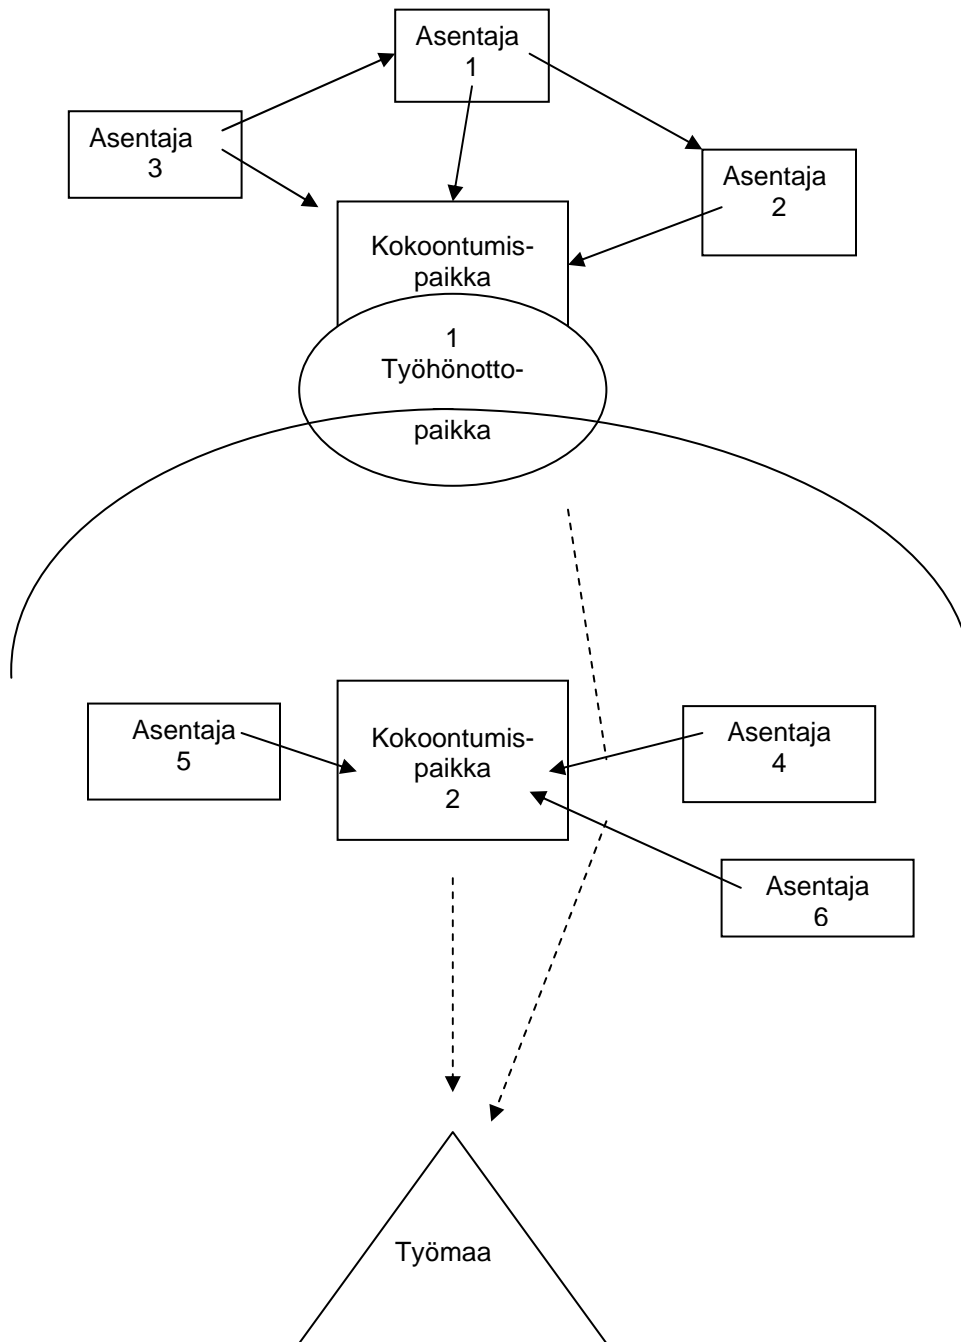 Asentaja
1
Asentaja
3
Asentaja
2
Kokoontumis-
paikka
1
Työhönotto-
paikka
Asentaja
5
Kokoontumis-
paikka
2
Asentaja
4
Asentaja
6
Työmaa